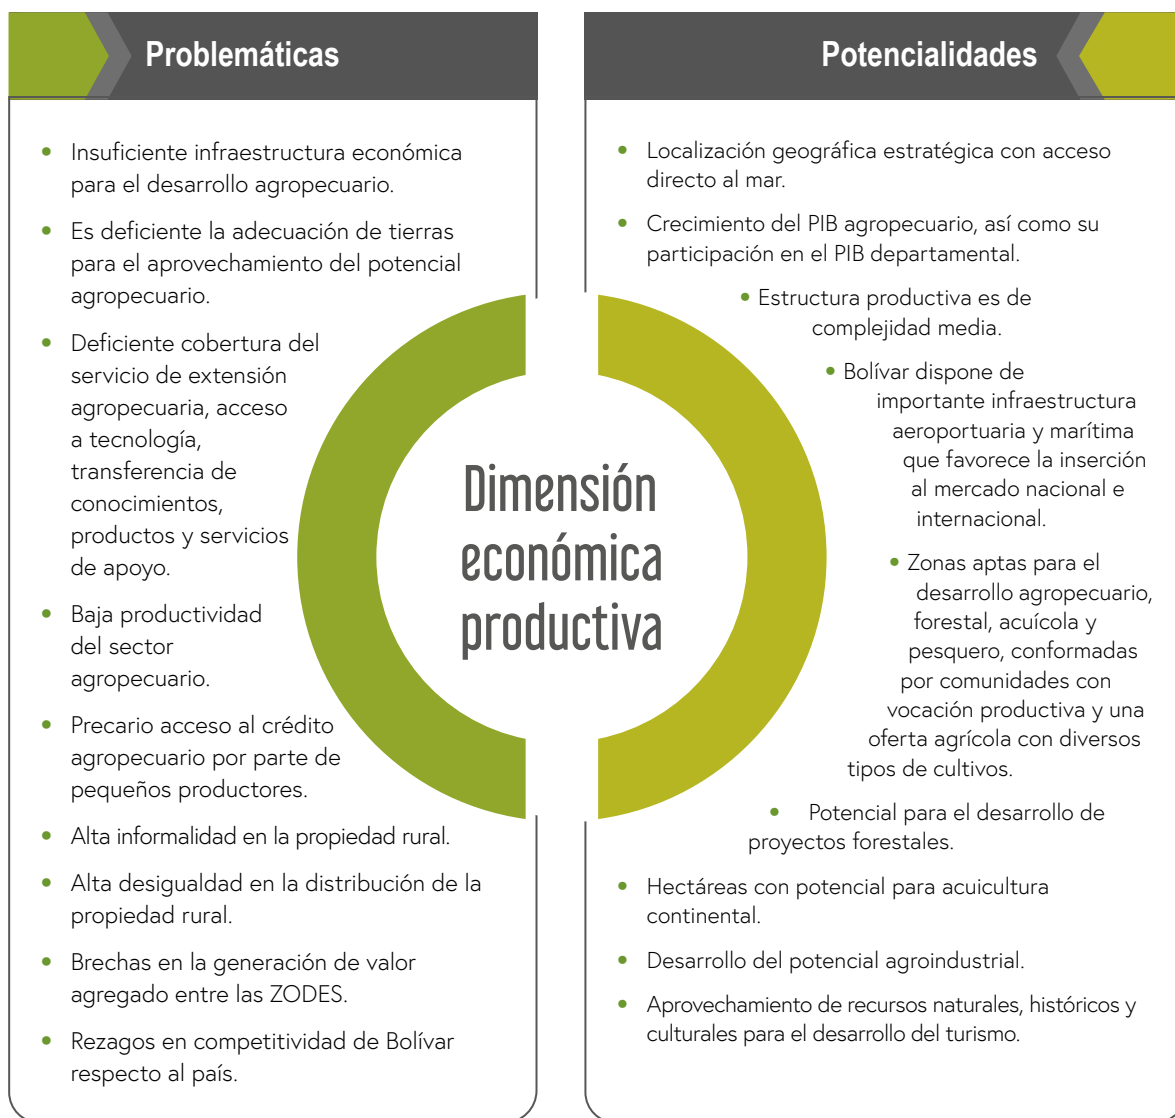 Problemáticas
• Insuficiente infraestructura económica
para el desarrollo agropecuario.
• Es deficiente la adecuación de tierras
para el aprovechamiento del potencial
agropecuario.
• Deficiente cobertura del
servicio de extensión
agropecuaria, acceso
a tecnología,
transferencia de
conocimientos,
productos y servicios
de apoyo.
• Baja productividad
del sector
agropecuario.
• Precario acceso al crédito
agropecuario por parte de
pequeños productores.
• Alta informalidad en la propiedad rural.
• Alta desigualdad en la distribución de la
propiedad rural.
• Brechas en la generación de valor
agregado entre las ZODES.
• Rezagos en competitividad de Bolívar
respecto al país.
Dimensión
económica
productiva
Potencialidades
• Localización geográfica estratégica con acceso
directo al mar.
• Crecimiento del PIB agropecuario, así como su
participación en el PIB departamental.
• Estructura productiva es de
complejidad media.
• Bolívar dispone de
importante infraestructura
aeroportuaria y marítima
que favorece la inserción
al mercado nacional e
internacional.
• Zonas aptas para el
desarrollo agropecuario,
forestal, acuícola y
pesquero, conformadas
por comunidades con
vocación productiva y una
oferta agrícola con diversos
tipos de cultivos.
• Potencial para el desarrollo de
proyectos forestales.
• Hectáreas con potencial para acuicultura
continental.
• Desarrollo del potencial agroindustrial.
• Aprovechamiento de recursos naturales, históricos y
culturales para el desarrollo del turismo.